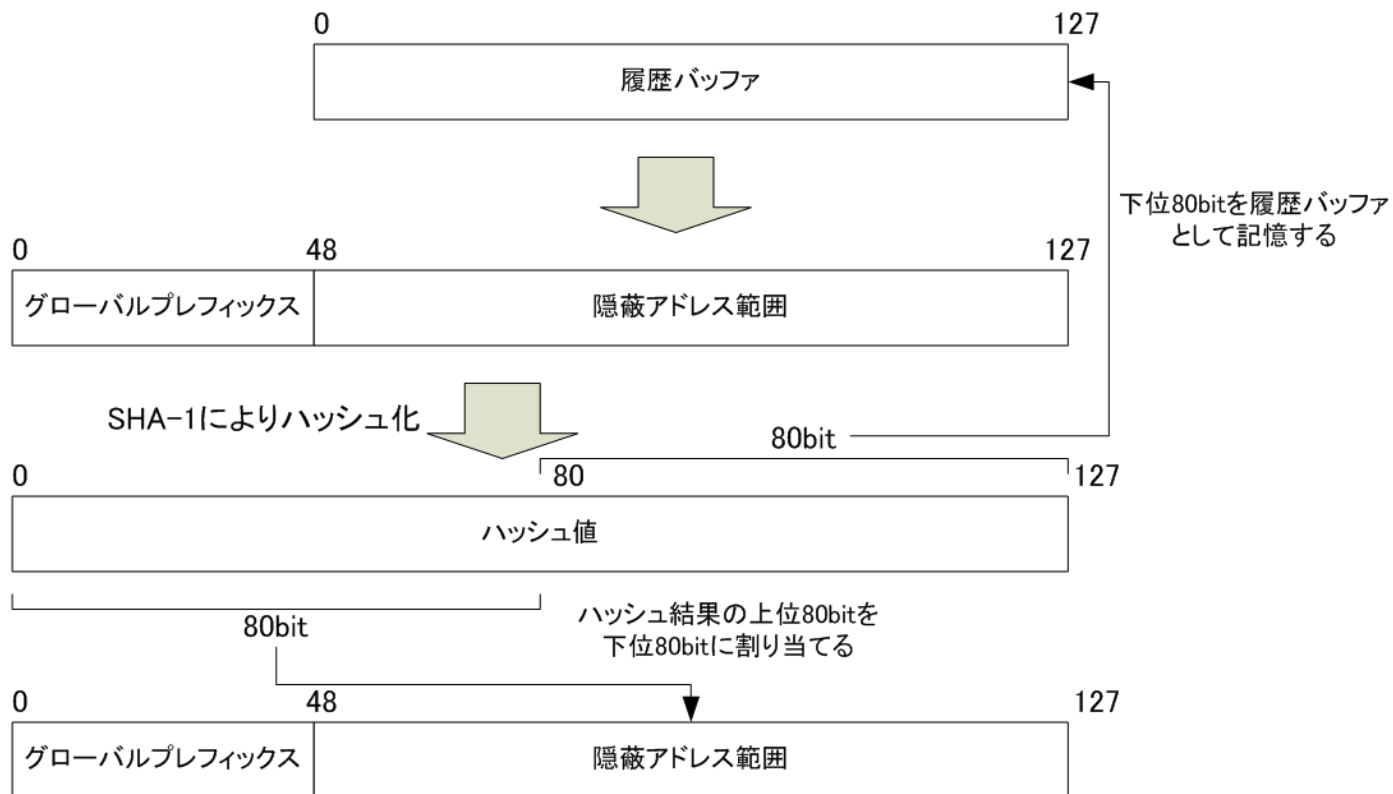 0 127
履歴バッファ
下位80bitを履歴バッファ
として記憶する
0 48 127
グローバルプレフィックス 隠蔽アドレス範囲
SHA-1によりハッシュ化
80bit
0 80 127
ハッシュ値
80bit
ハッシュ結果の上位80bitを
下位80bitに割り当てる
0 48 127
グローバルプレフィックス 隠蔽アドレス範囲